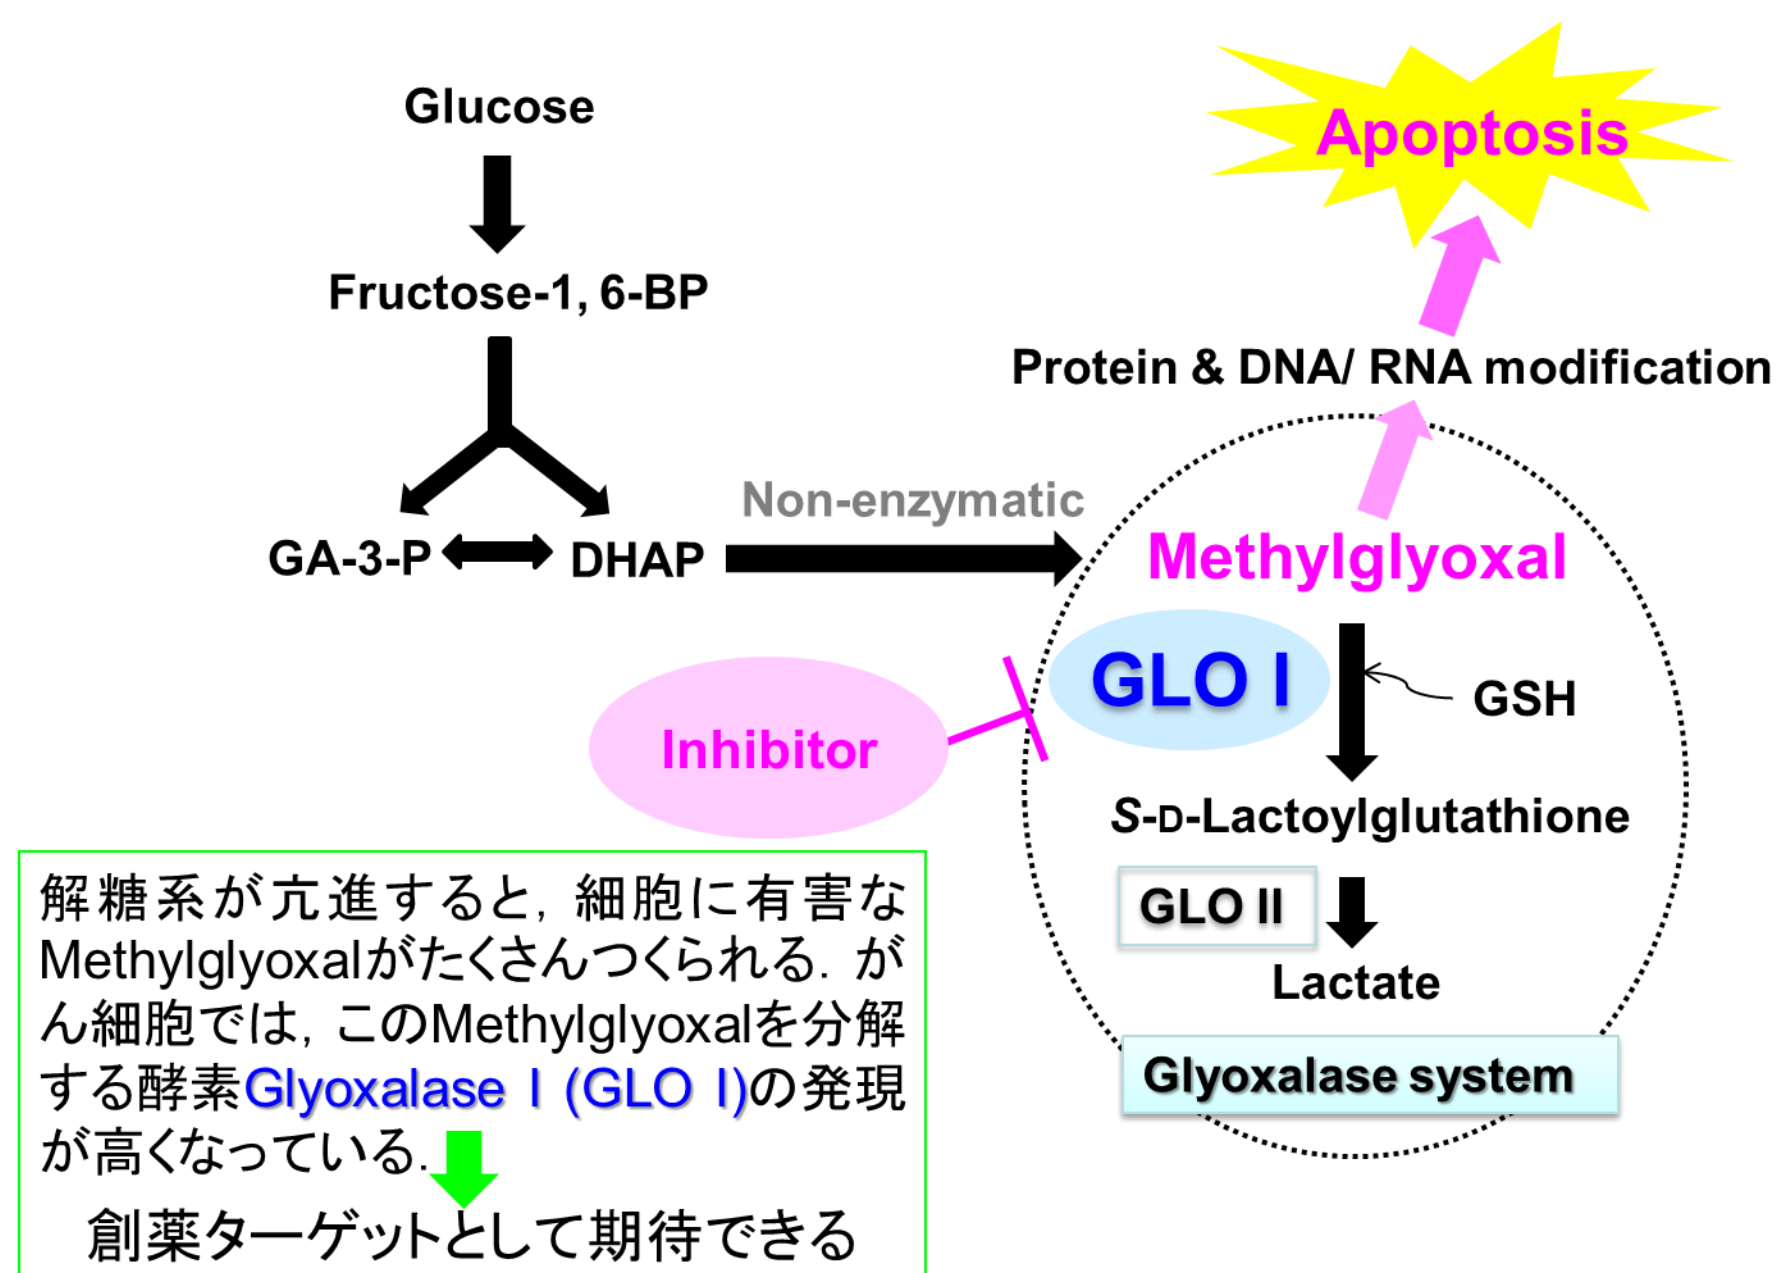 Glucose
Apoptosis
Fructose-1, 6-BP
Protein & DNA/ RNA modification
Non-enzymatic
GA-3-P
DHAP
Methylglyoxal
GLO I
GSH
Inhibitor
S-D-Lactoylglutathione
GLO II
Lactate
Glyoxalase system
解糖系が亢進すると, 細胞に有害な
Methylglyoxalがたくさんつくられる. が
ん細胞では, このMethylglyoxalを分解
する酵素Glyoxalase I (GLO I)の発現
が高くなっている.
創薬ターゲットとして期待できる